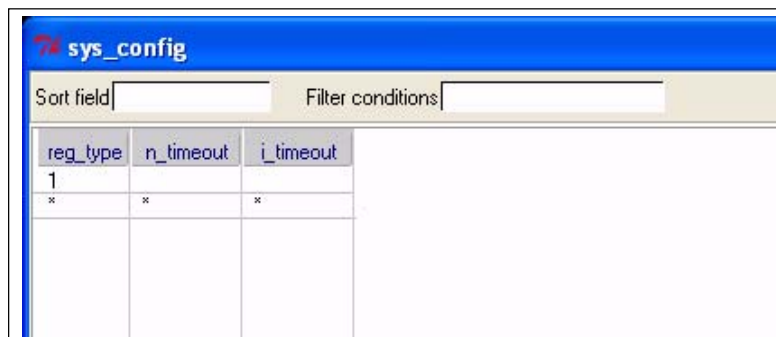 sys_config
Sort field Filter conditions
reg_type n_timeout i_timeout
1
* * *